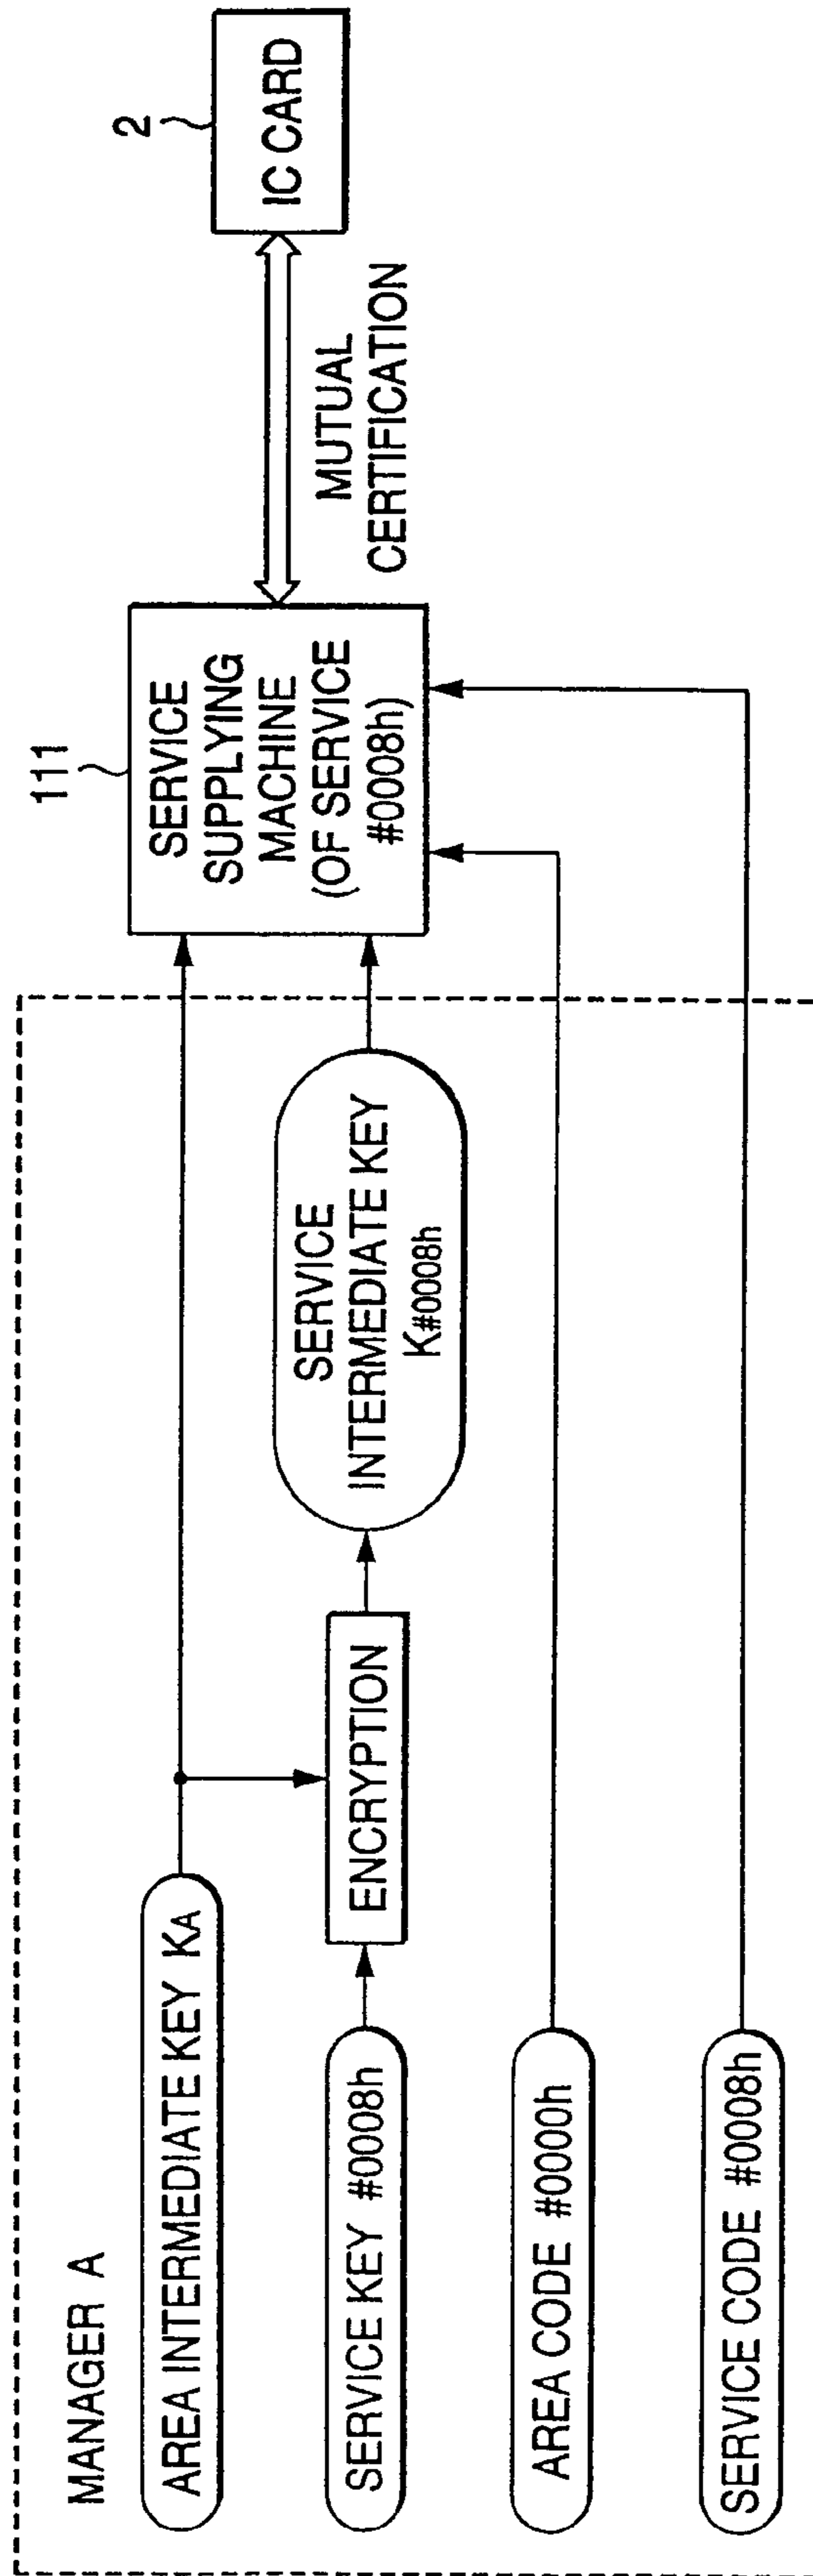 MANAGER A
AREA INTERMEDIATE KEY KA
SERVICE KEY #0008h
AREA CODE #0000h
SERVICE CODE #0008h
ENCRYPTION
SERVICE
INTERMEDIATE KEY
K#0008h
111
SERVICE
SUPPLYING
MACHINE
(OF SERVICE
#0008h)
MUTUAL
CERTIFICATION
2
IC CARD